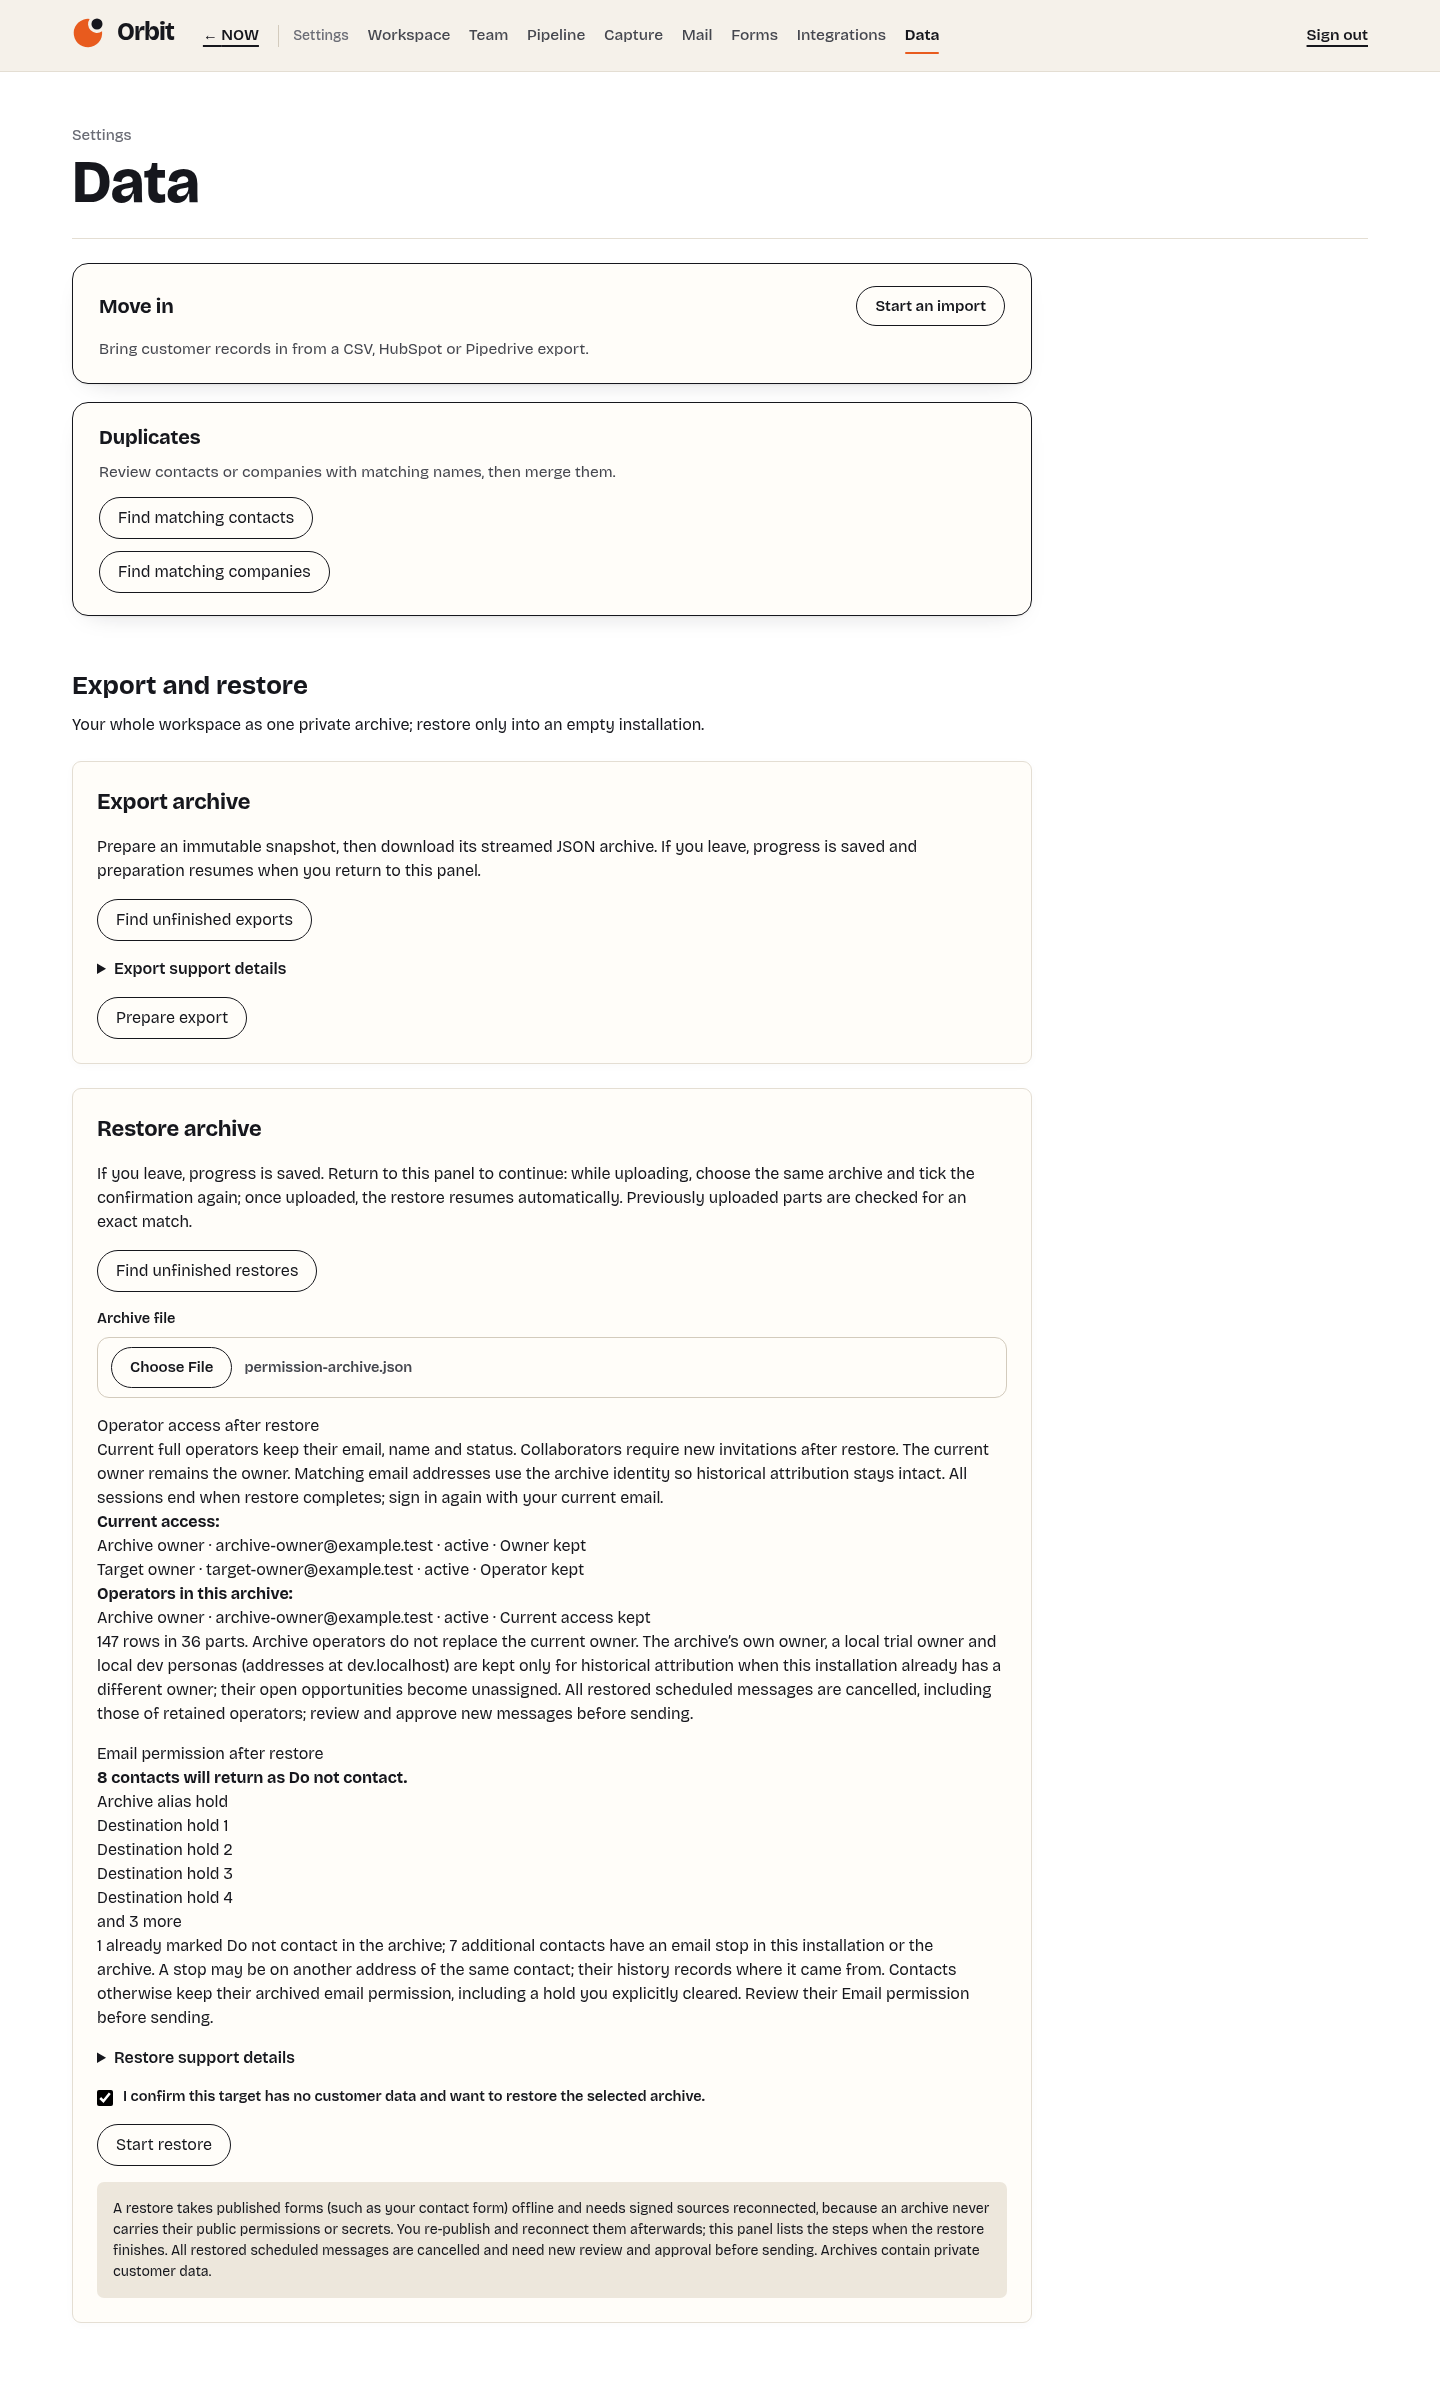 Orbit
← NOW
Settings
Workspace
Team
Pipeline
Capture
Mail
Forms
Integrations
Data
Sign out
Settings
Data
Move in
Start an import
Bring customer records in from a CSV, HubSpot or Pipedrive export.
Duplicates
Review contacts or companies with matching names, then merge them.
Find matching contacts
Find matching companies
Export and restore
Your whole workspace as one private archive; restore only into an empty installation.
Export archive
Prepare an immutable snapshot, then download its streamed JSON archive. If you leave, progress is saved and
preparation resumes when you return to this panel.
Find unfinished exports
Export support details
Prepare export
Restore archive
If you leave, progress is saved. Return to this panel to continue: while uploading, choose the same archive and tick the
confirmation again; once uploaded, the restore resumes automatically. Previously uploaded parts are checked for an
exact match.
Find unfinished restores
Archive file
Choose File permission-archive.json
Operator access after restore
Current full operators keep their email, name and status. Collaborators require new invitations after restore. The current
owner remains the owner. Matching email addresses use the archive identity so historical attribution stays intact. All
sessions end when restore completes; sign in again with your current email.
Current access:
Archive owner · archive-owner@example.test · active · Owner kept
Target owner · target-owner@example.test · active · Operator kept
Operators in this archive:
Archive owner · archive-owner@example.test · active · Current access kept
147 rows in 36 parts. Archive operators do not replace the current owner. The archive’s own owner, a local trial owner and
local dev personas (addresses at dev.localhost) are kept only for historical attribution when this installation already has a
different owner; their open opportunities become unassigned. All restored scheduled messages are cancelled, including
those of retained operators; review and approve new messages before sending.
Email permission after restore
8 contacts will return as Do not contact.
Archive alias hold
Destination hold 1
Destination hold 2
Destination hold 3
Destination hold 4
and 3 more
1 already marked Do not contact in the archive; 7 additional contacts have an email stop in this installation or the
archive. A stop may be on another address of the same contact; their history records where it came from. Contacts
otherwise keep their archived email permission, including a hold you explicitly cleared. Review their Email permission
before sending.
Restore support details
I confirm this target has no customer data and want to restore the selected archive.
Start restore
A restore takes published forms (such as your contact form) offline and needs signed sources reconnected, because an archive never
carries their public permissions or secrets. You re-publish and reconnect them afterwards; this panel lists the steps when the restore
finishes. All restored scheduled messages are cancelled and need new review and approval before sending. Archives contain private
customer data.